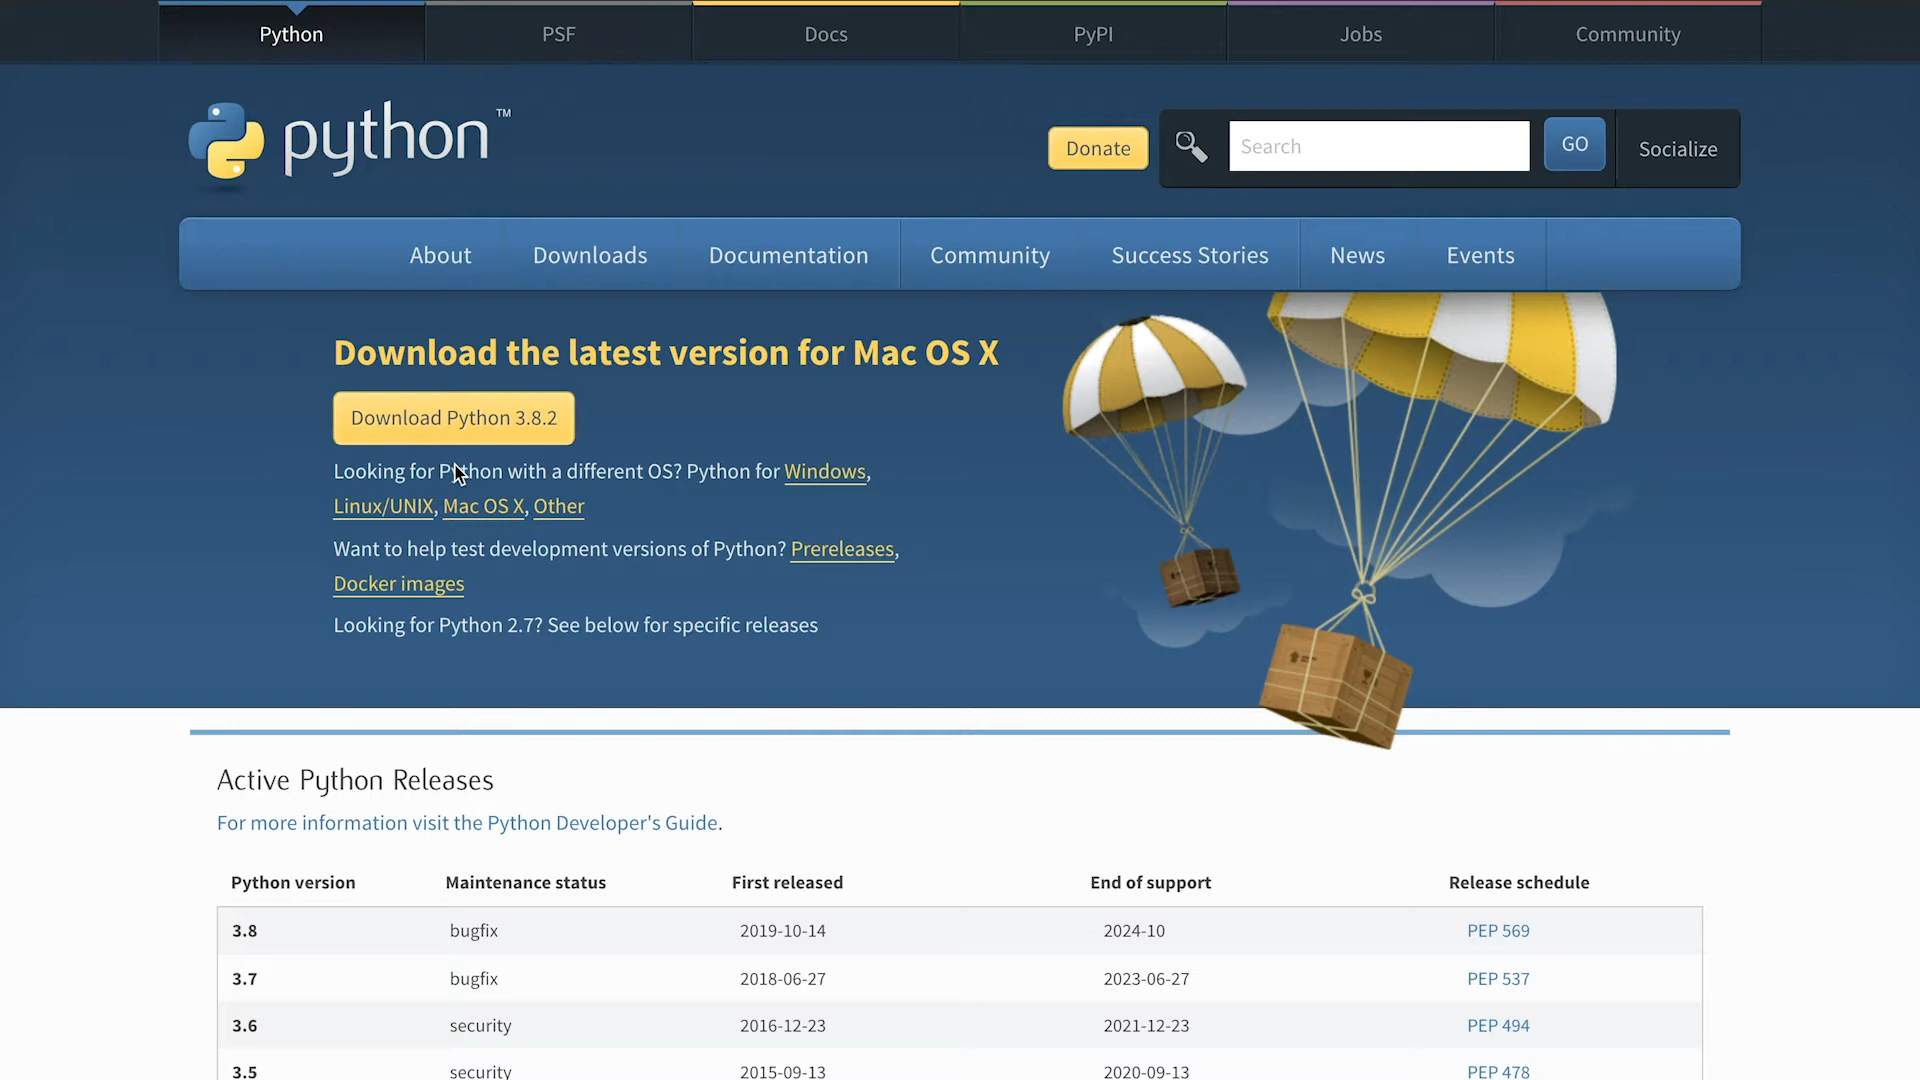 Python PSF Docs PyPI Jobs Community
python™
Donate Search GO Socialize
About Downloads Documentation Community Success Stories News Events
Download the latest version for Mac OS X
Download Python 3.8.2
Looking for Python with a different OS? Python for Windows,
Linux/UNIX, Mac OS X, Other
Want to help test development versions of Python? Prereleases,
Docker images
Looking for Python 2.7? See below for specific releases
Active Python Releases
For more information visit the Python Developer's Guide.
Python version Maintenance status First released End of support Release schedule
3.8 bugfix 2019-10-14 2024-10 PEP 569
3.7 bugfix 2018-06-27 2023-06-27 PEP 537
3.6 security 2016-12-23 2021-12-23 PEP 494
3.5 security 2015-09-13 2020-09-13 PEP 478